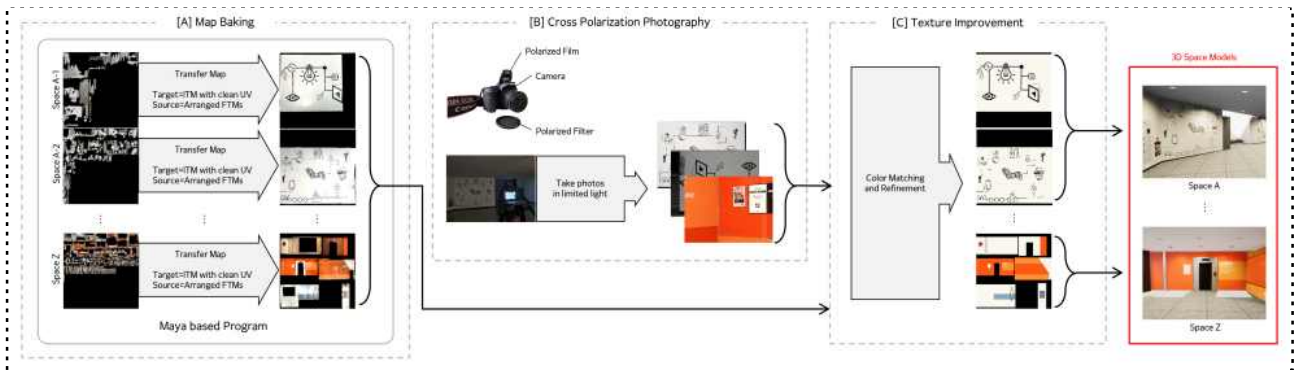 [A] Map Baking
Space A-1
Transfer Map
Target=ITM with clean UV
Source=Arranged FTMs
Space A-2
Transfer Map
Target=ITM with clean UV
Source=Arranged FTMs
Space Z
Transfer Map
Target=ITM with clean UV
Source=Arranged FTMs
Maya based Program
[B] Cross Polarization Photography
Polarized Film
Camera
Polarized Filter
Take photos
in limited light
[C] Texture Improvement
Color Matching
and Refinement
3D Space Models
Space A
Space Z